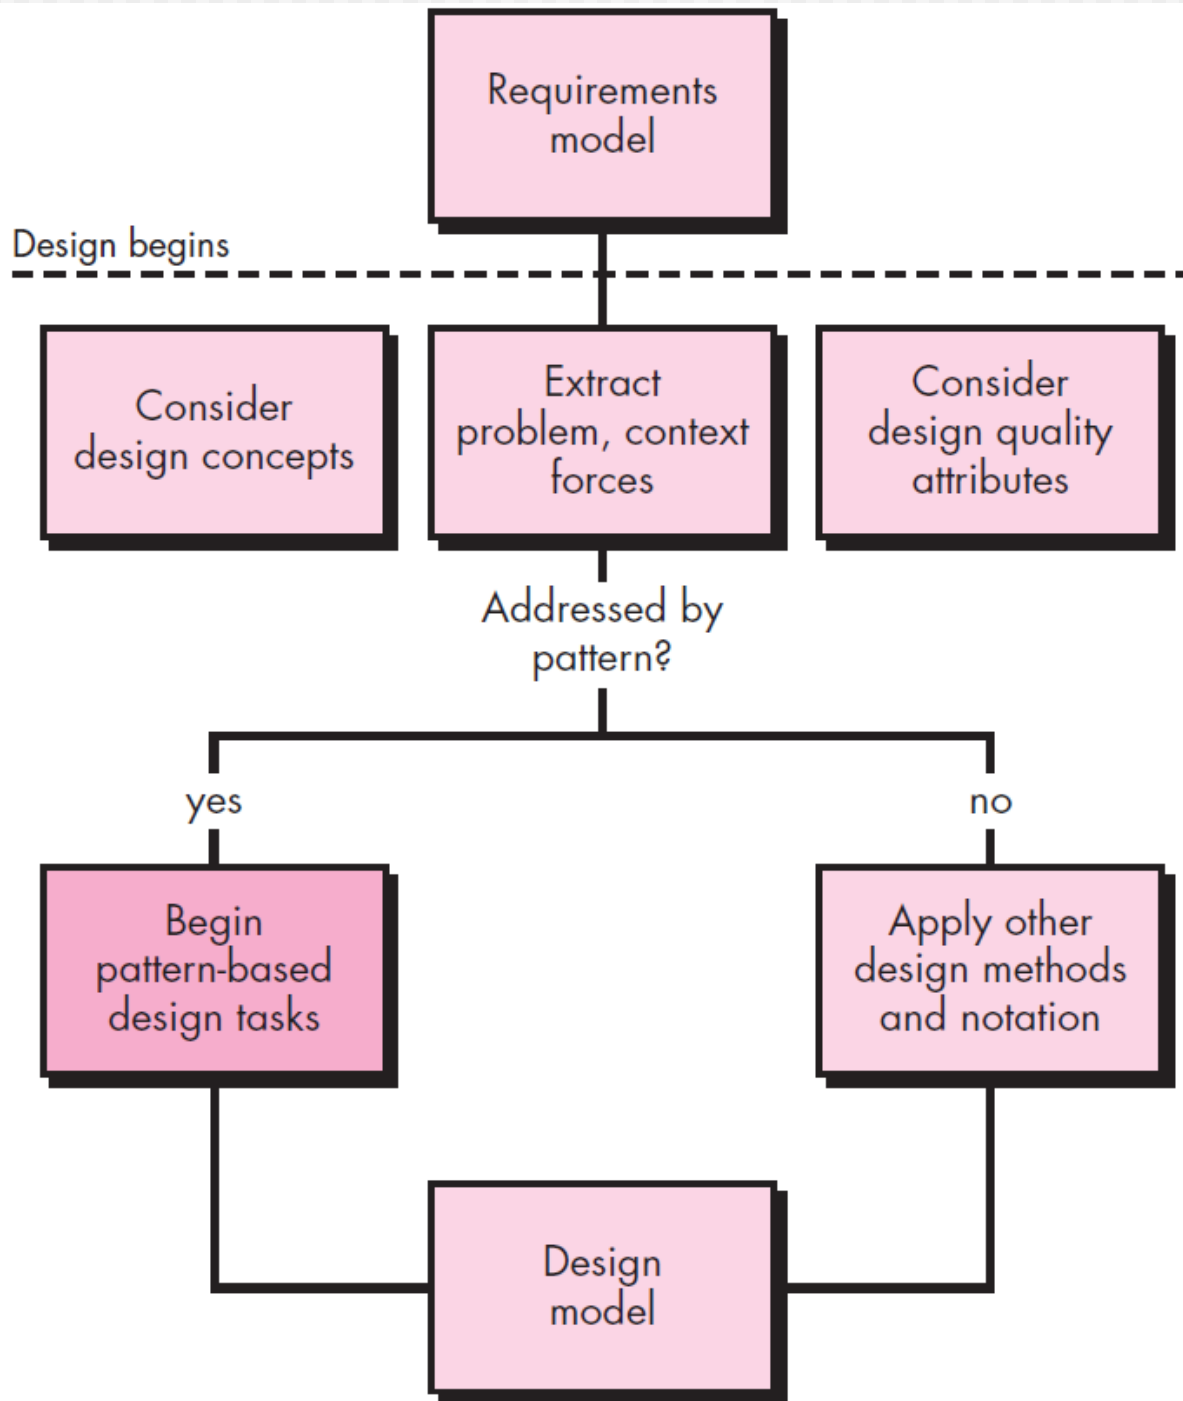 Requirements
model
Design begins
Consider
design concepts
Extract
problem, context
forces
Consider
design quality
attributes
Addressed by
pattern?
yes
no
Begin
pattern-based
design tasks
Apply other
design methods
and notation
Design
model